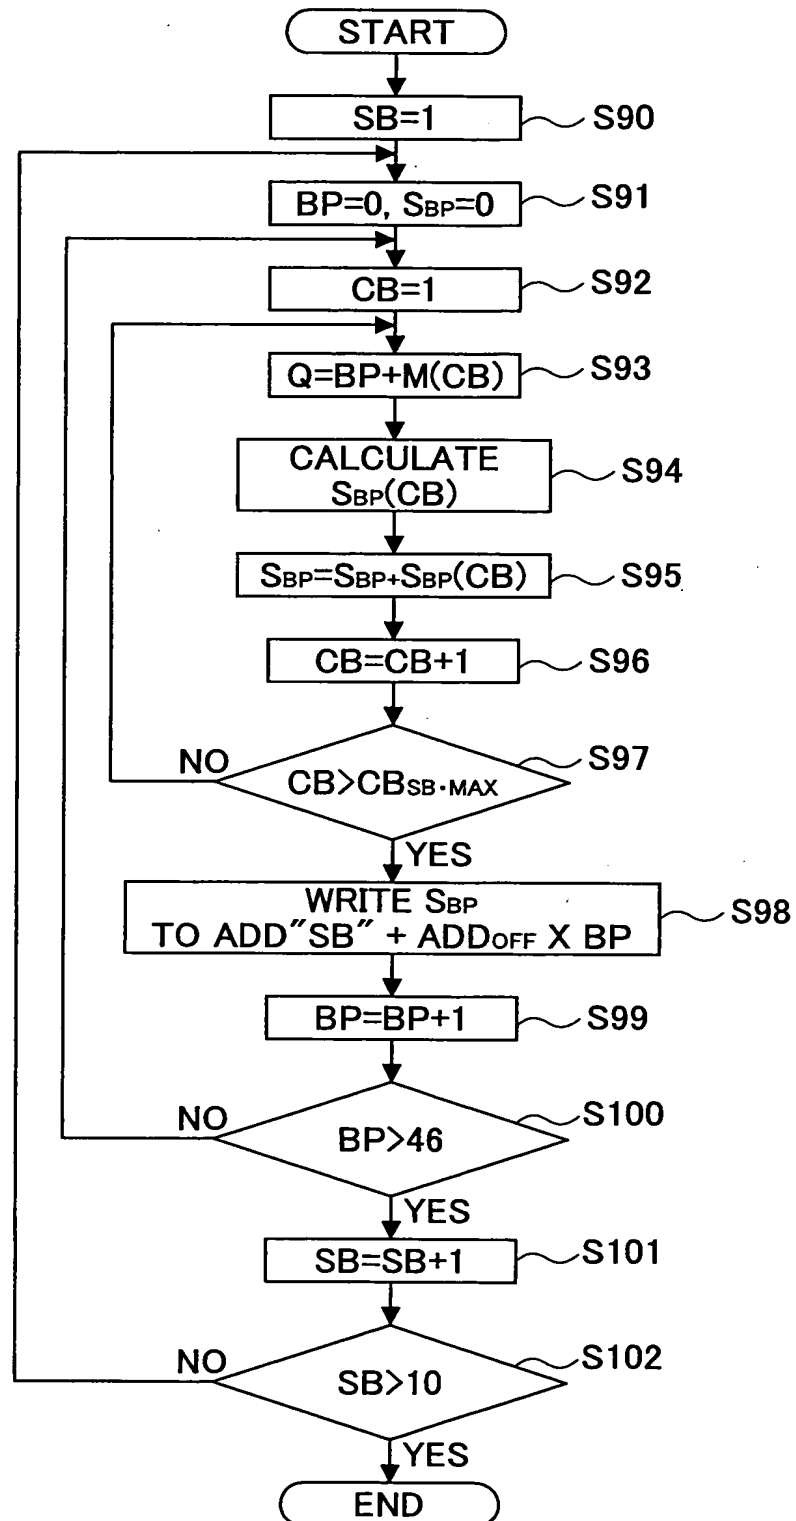 START
SB=1
S90
BP=0, SBP=0
S91
CB=1
S92
Q=BP+M(CB)
S93
CALCULATE
SBP(CB)
S94
SBP=SBP+SBP(CB)
S95
CB=CB+1
S96
CB>CBSB·MAX
S97
NO
YES
WRITE SBP
TO ADD"SB" + ADDOFF X BP
S98
BP=BP+1
S99
BP>46
S100
NO
YES
SB=SB+1
S101
SB>10
S102
NO
YES
END